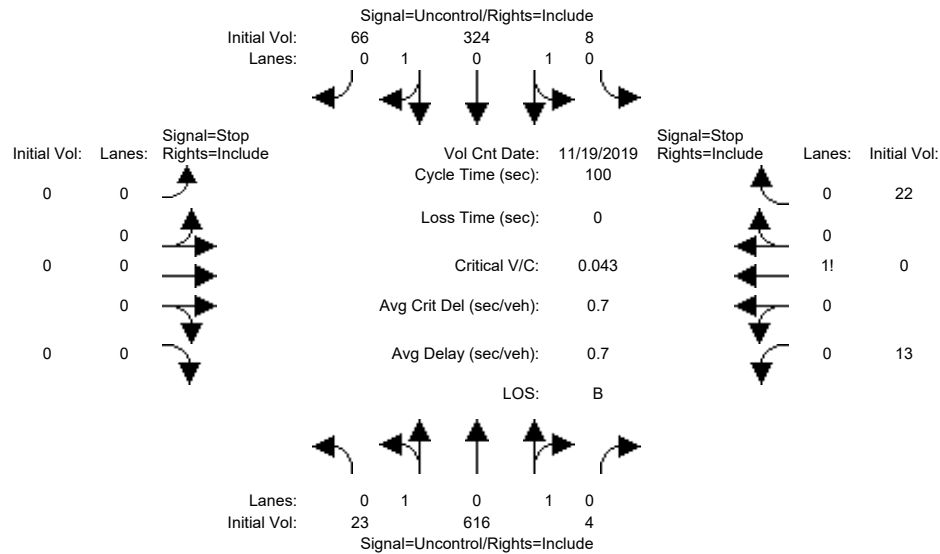 Signal=Uncontrol/Rights=Include
Initial Vol: 66 324 8
Lanes: 0 1 0 1 0
Signal=Stop Signal=Stop
Initial Vol: Lanes: Rights=Include Vol Cnt Date: 11/19/2019 Rights=Include Lanes: Initial Vol:
Cycle Time (sec): 100
0 0 0 22
Loss Time (sec): 0
0 0
0 0 Critical V/C: 0.043 1! 0
0 Avg Crit Del (sec/veh): 0.7 0
0 0 Avg Delay (sec/veh): 0.7 0 13
LOS: B
Lanes: 0 1 0 1 0
Initial Vol: 23 616 4
Signal=Uncontrol/Rights=Include